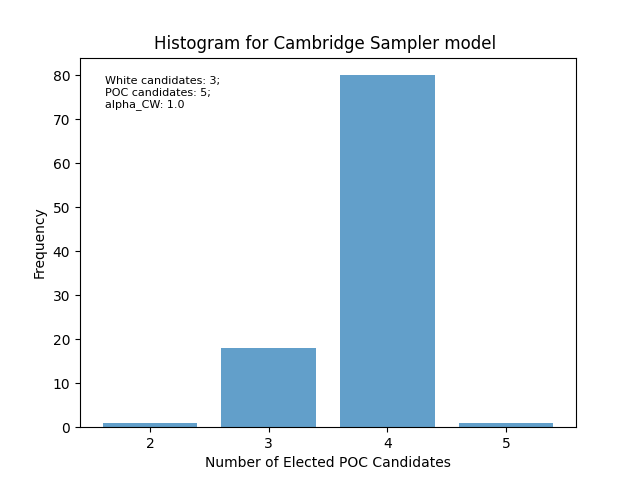 Histogram for Cambridge Sampler model
White candidates: 3;
POC candidates: 5;
alpha_CW: 1.0
80
70
60
50
40
30
20
10
0
Frequency
2 3 4 5
Number of Elected POC Candidates